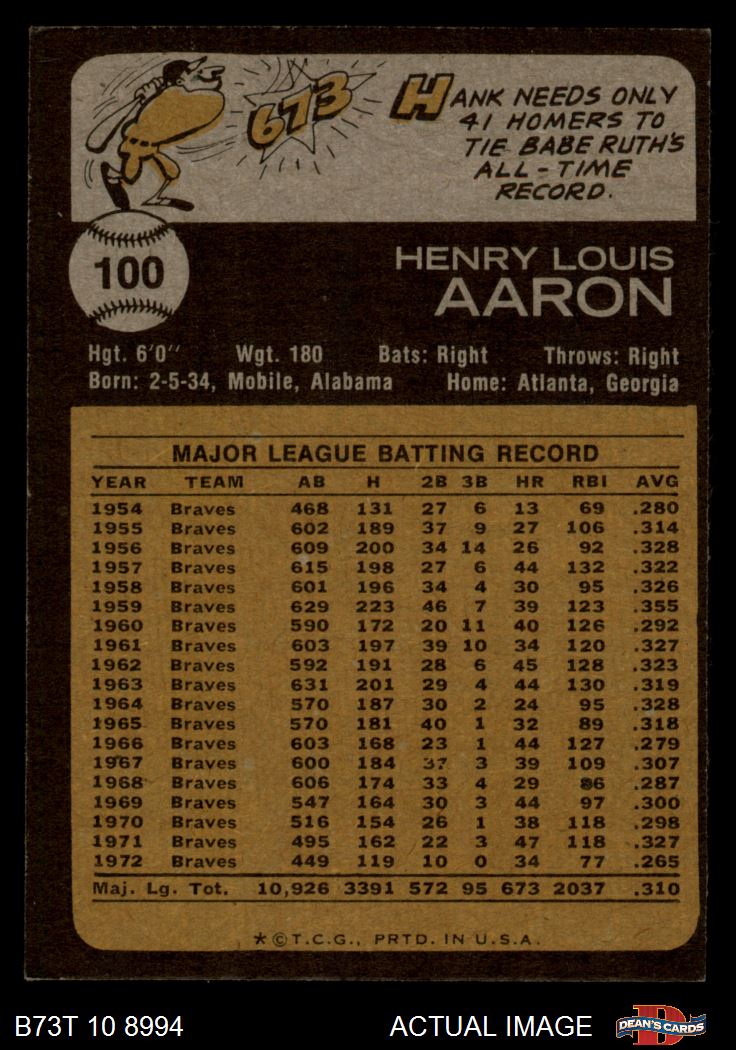 673
HANK NEEDS ONLY
41 HOMERS TO
TIE BABE RUTH'S
ALL-TIME
RECORD.
100
HENRY LOUIS
AARON
Hgt. 6'0" Wgt. 180 Bats: Right Throws: Right
Born: 2-5-34, Mobile, Alabama Home: Atlanta, Georgia
MAJOR LEAGUE BATTING RECORD
YEAR TEAM AB H 2B 3B HR RBI AVG
1954 Braves 468 131 27 6 13 69 .280
1955 Braves 602 189 37 9 27 106 .314
1956 Braves 609 200 34 14 26 92 .328
1957 Braves 615 198 27 6 44 132 .322
1958 Braves 601 196 34 4 30 95 .326
1959 Braves 629 223 46 7 39 123 .355
1960 Braves 590 172 20 11 40 126 .292
1961 Braves 603 197 39 10 34 120 .327
1962 Braves 592 191 28 6 45 128 .323
1963 Braves 631 201 29 4 44 130 .319
1964 Braves 570 187 30 2 24 95 .328
1965 Braves 570 181 40 1 32 89 .318
1966 Braves 603 168 23 1 44 127 .279
1967 Braves 600 184 37 3 39 109 .307
1968 Braves 606 174 33 4 29 86 .287
1969 Braves 547 164 30 3 44 97 .300
1970 Braves 516 154 26 1 38 118 .298
1971 Braves 495 162 22 3 47 118 .327
1972 Braves 449 119 10 0 34 77 .265
Maj. Lg. Tot. 10,926 3391 572 95 673 2037 .310
*©T.C.G., PRTD. IN U.S.A.
B73T 10 8994 ACTUAL IMAGE D DEAN'S CARDS